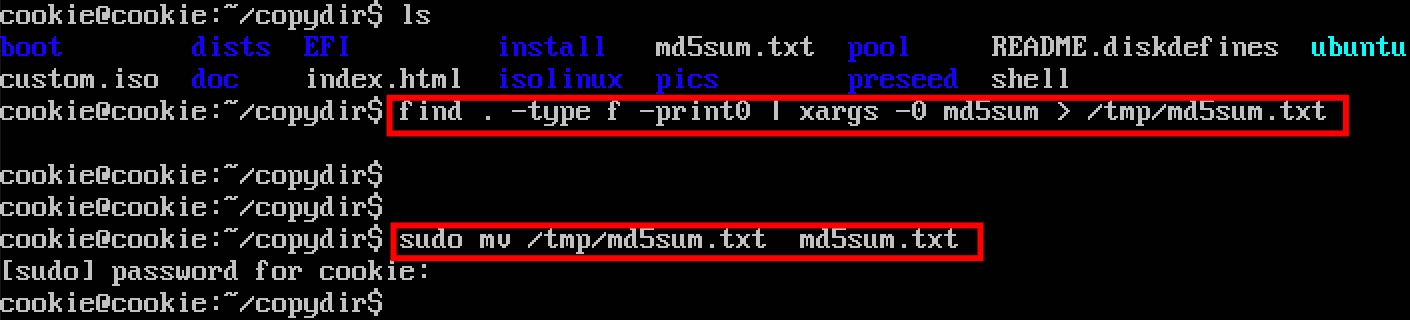 cookie@cookie:~/copydir$ ls
boot dists EFI install md5sum.txt pool README.diskdefines ubuntu
custom.iso doc index.html isolinux pics preseed shell
cookie@cookie:~/copydir$ find . -type f -print0 | xargs -0 md5sum > /tmp/md5sum.txt
cookie@cookie:~/copydir$
cookie@cookie:~/copydir$
cookie@cookie:~/copydir$ sudo mv /tmp/md5sum.txt  md5sum.txt
[sudo] password for cookie:
cookie@cookie:~/copydir$